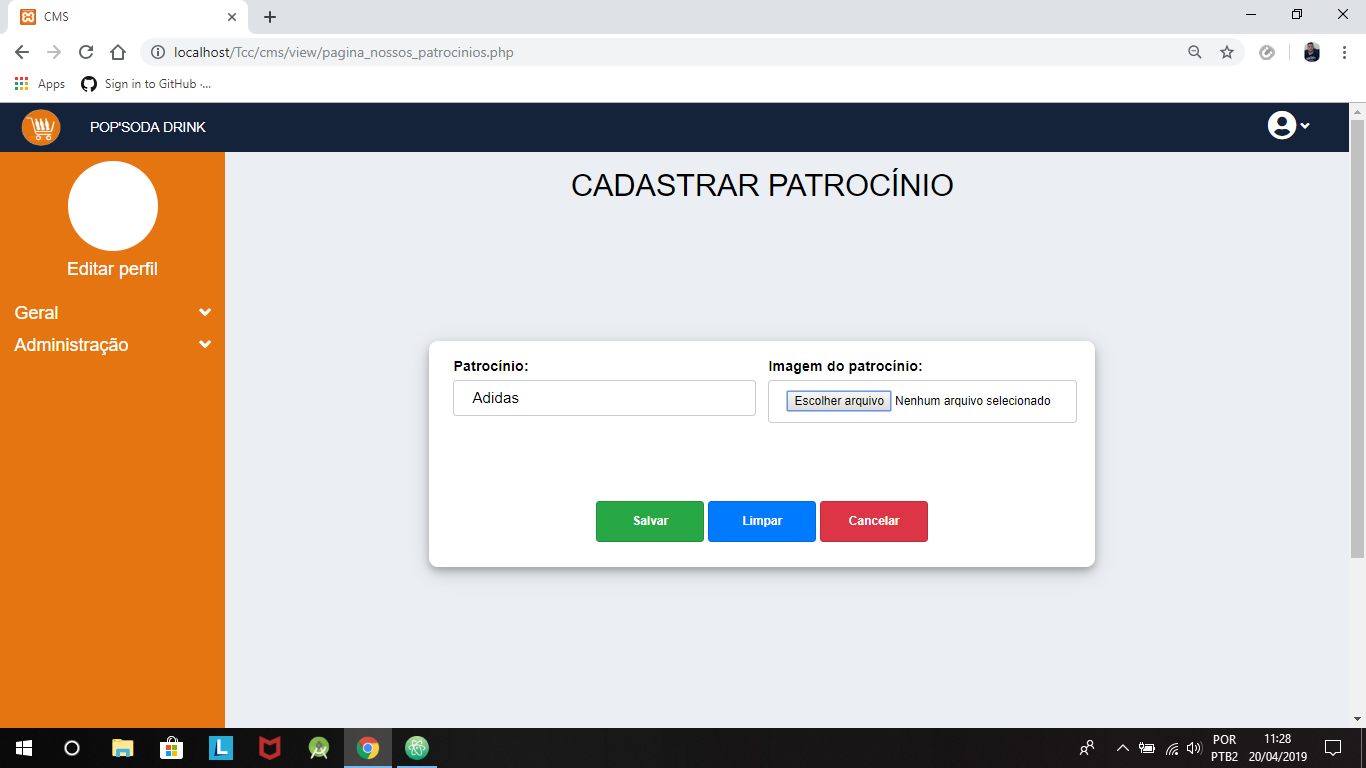 CMS
localhost/Tcc/cms/view/pagina_nossos_patrocinios.php
Apps
Sign in to GitHub ·...
POP'SODA DRINK
CADASTRAR PATROCÍNIO
Editar perfil
Geral
Administração
Patrocínio:
Imagem do patrocínio:
Adidas
Escolher arquivo Nenhum arquivo selecionado
Salvar
Limpar
Cancelar
L
POR
PTB2
11:28
20/04/2019